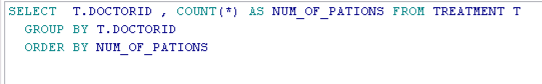 SELECT  T.DOCTORID , COUNT(*) AS NUM_OF_PATIONS FROM TREATMENT T
GROUP BY T.DOCTORID
ORDER BY NUM_OF_PATIONS